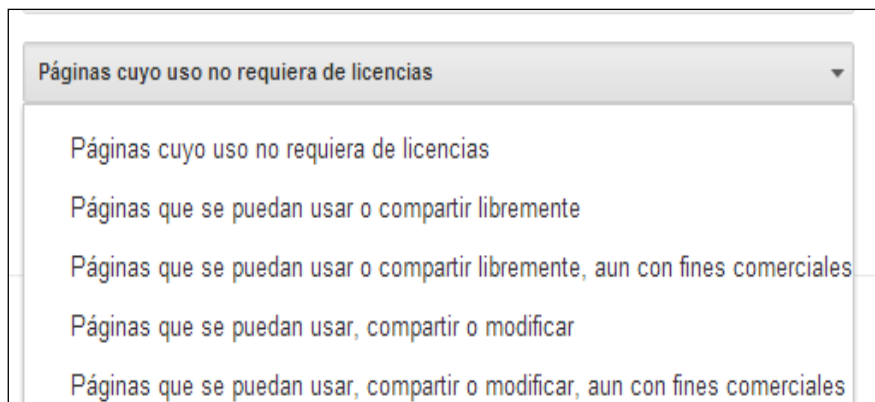 Páginas cuyo uso no requiera de licencias
Páginas cuyo uso no requiera de licencias
Páginas que se puedan usar o compartir libremente
Páginas que se puedan usar o compartir libremente, aun con fines comerciales
Páginas que se puedan usar, compartir o modificar
Páginas que se puedan usar, compartir o modificar, aun con fines comerciales